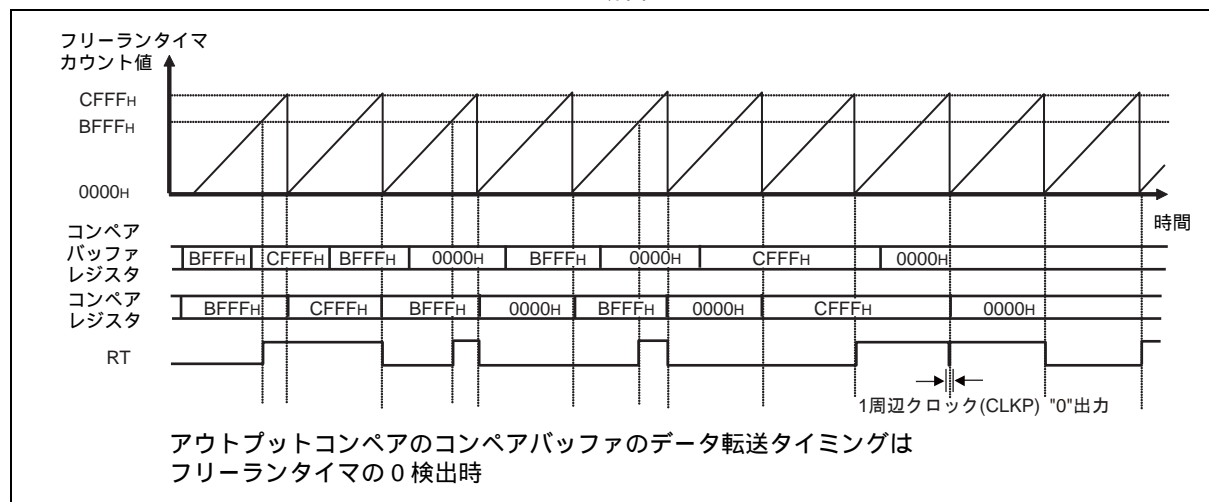 フリーランタイマ
カウント値
CFFFH
BFFFH
0000H
時間
コンペア
バッファ
レジスタ
BFFFH CFFFH BFFFH 0000H BFFFH 0000H CFFFH 0000H
コンペア
レジスタ
BFFFH CFFFH BFFFH 0000H BFFFH 0000H CFFFH 0000H
RT
1周辺クロック(CLKP) "0"出力
アウトプットコンペアのコンペアバッファのデータ転送タイミングは
フリーランタイマの0検出時